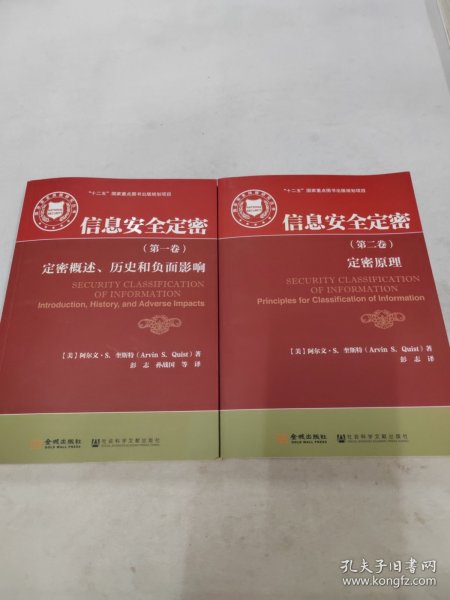 "十二五"国家重点图书出版规划项目
信息安全定密
（第一卷）
定密概述、历史和负面影响
SECURITY CLASSIFICATION
OF INFORMATION
Introduction, History, and Adverse Impacts
［美］阿尔文·S. 奎斯特（Arvin S. Quist）著
彭志 孙战国 等 译
金城出版社
GOLD WALL PRESS
社会科学文献出版社
"十二五"国家重点图书出版规划项目
信息安全定密
（第二卷）
定密原理
SECURITY CLASSIFICATION
OF INFORMATION
Principles for Classification of Information
［美］阿尔文·S. 奎斯特（Arvin S. Quist）著
彭志 译
金城出版社
GOLD WALL PRESS
社会科学文献出版社
孔夫子旧书网
www.kongfz.com